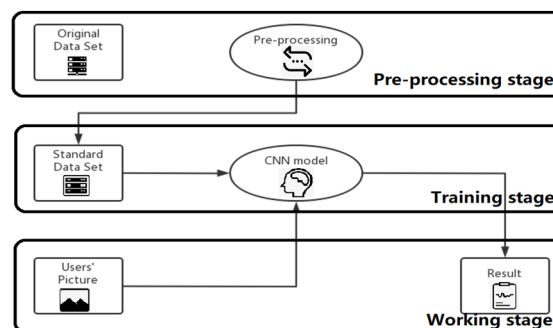 Original
Data Set
Pre-processing
Pre-processing stage
Standard
Data Set
CNN model
Training stage
Users'
Picture
Result
Working stage